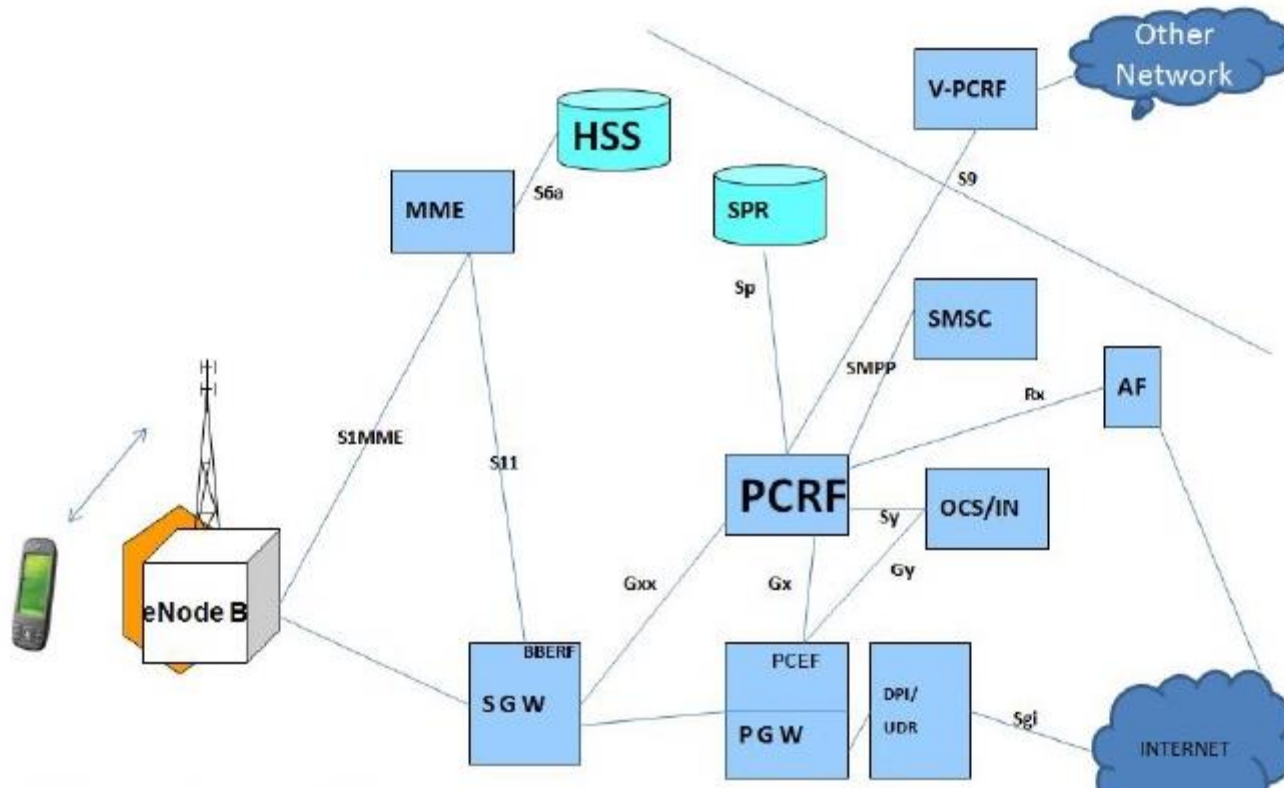 Other
Network
V-PCRF
HSS
S6a
S9
MME
SPR
Sp
SMSC
SMPP
AF
Rx
S1MME
S11
PCRF
OCS/IN
Sy
Gxx
Gx
Gy
eNode B
BBERF
SGW
PCEF
PGW
DPI/
UDR
Sgi
INTERNET